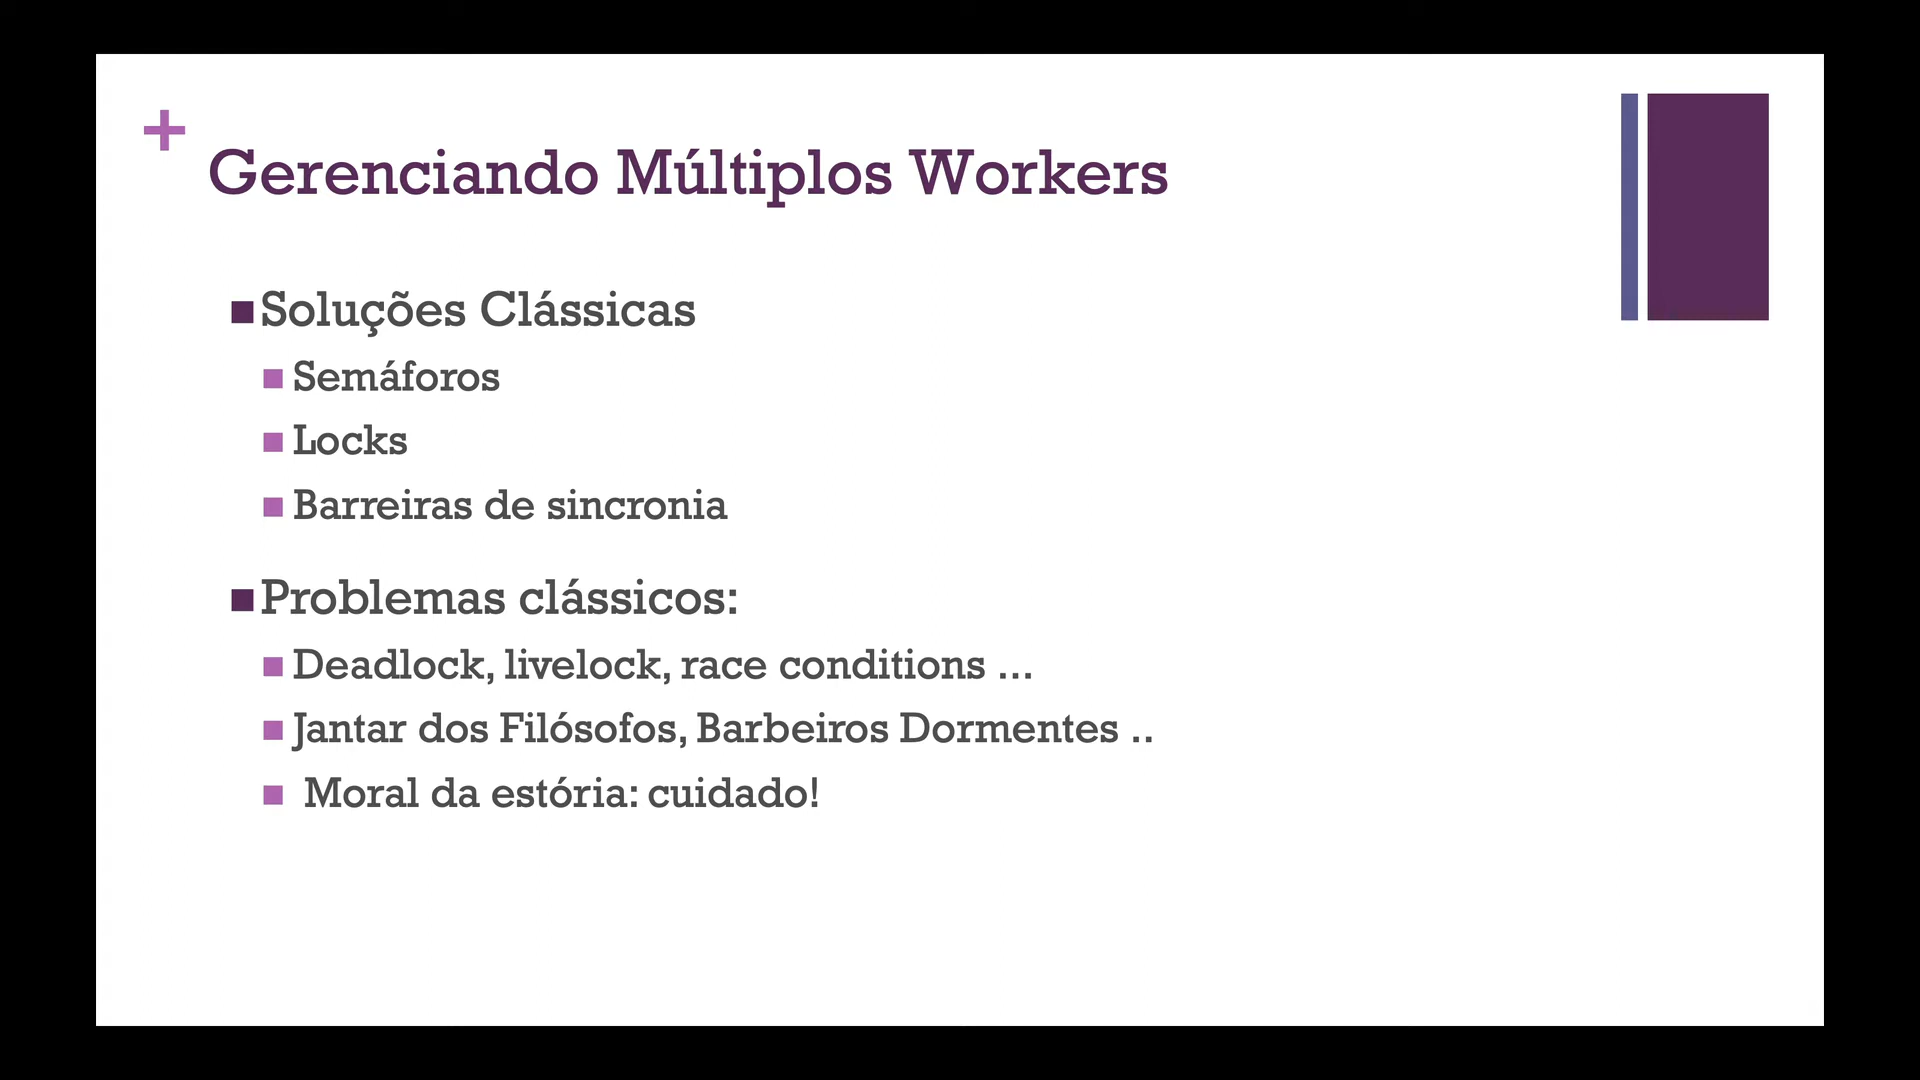 +
Gerenciando Múltiplos Workers
Soluções Clássicas
Semáforos
Locks
Barreiras de sincronia
Problemas clássicos:
Deadlock, livelock, race conditions ...
Jantar dos Filósofos, Barbeiros Dormentes ..
Moral da estória: cuidado!